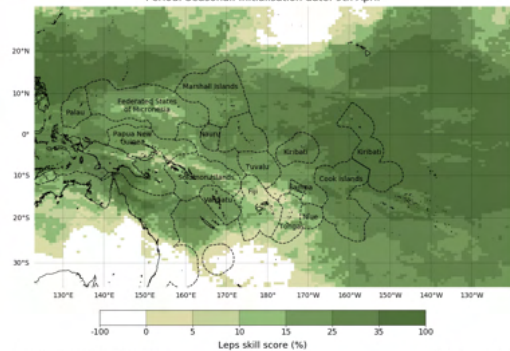 20°N
10°N
0°
10°S
20°S
30°S
Marshall Islands
Federated States
of Micronesia
Palau
Papua New
Guinea
Nauru
Kiribati
Kiribati
Tuvalu
Solomon Islands
Cook Islands
Samoa
Fiji
Vanuatu
Niue
Tonga
130°E 140°E 150°E 160°E 170°E 180° 170°W 160°W 150°W 140°W 130°W
-100 0 5 10 15 25 35 100
Leps skill score (%)